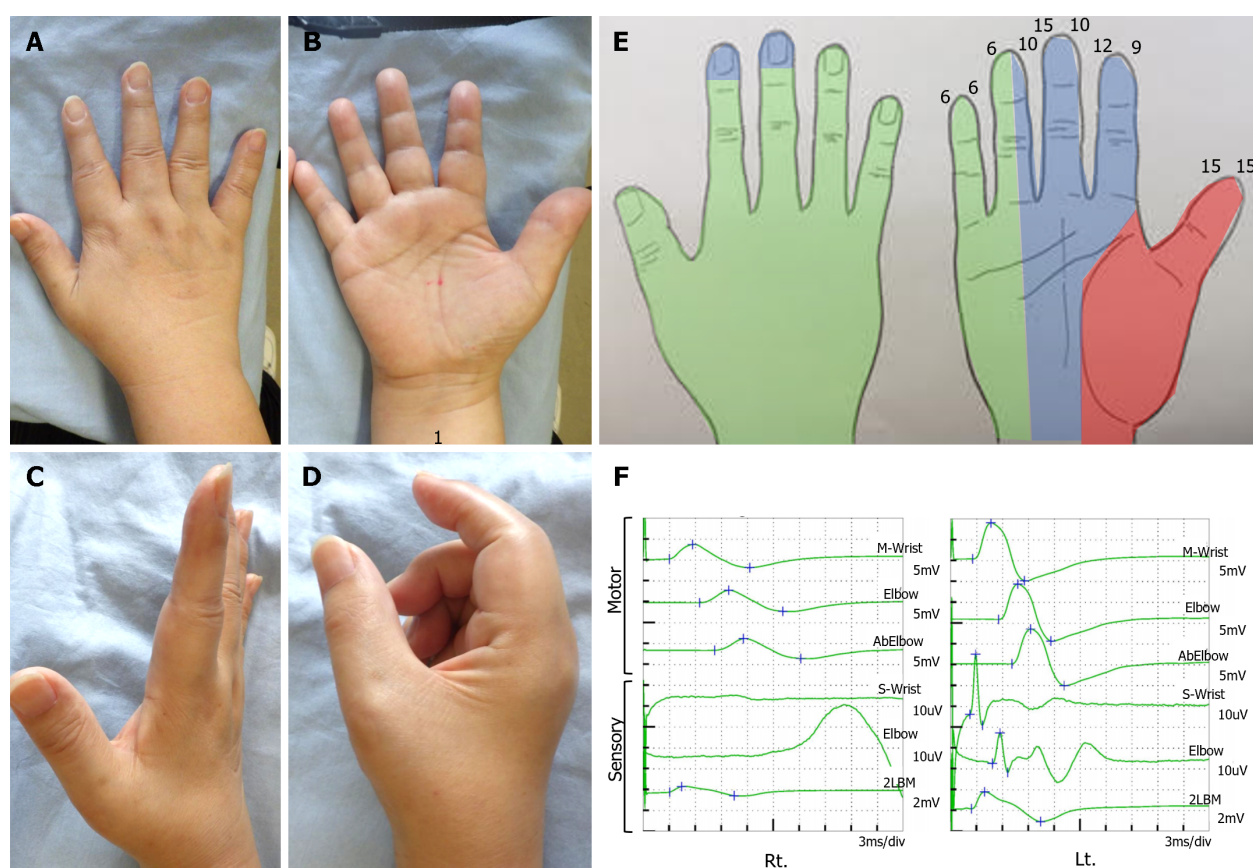 A
B
1
C
D
E
6 6 6 10 15 10 12 9 15 15
F
Motor
Sensory
M-Wrist
5mV
Elbow
5mV
AbElbow
5mV
S-Wrist
10uV
Elbow
10uV
2LBM
2mV
3ms/div
Rt.
M-Wrist
5mV
Elbow
5mV
AbElbow
5mV
S-Wrist
10uV
Elbow
10uV
2LBM
2mV
3ms/div
Lt.